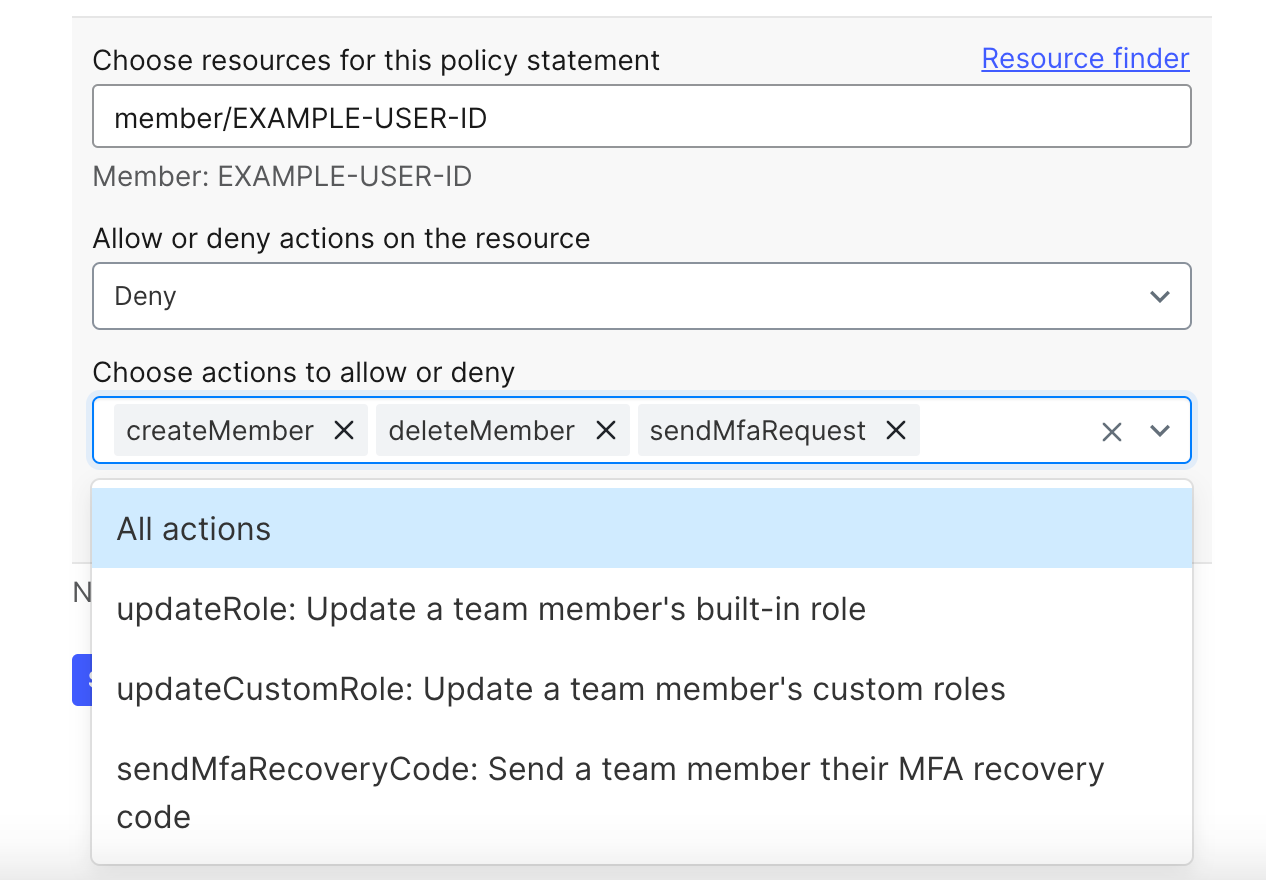 Choose resources for this policy statement
Resource finder
member/EXAMPLE-USER-ID
Member: EXAMPLE-USER-ID
Allow or deny actions on the resource
Deny
Choose actions to allow or deny
createMember
deleteMember
sendMfaRequest
All actions
updateRole: Update a team member's built-in role
updateCustomRole: Update a team member's custom roles
sendMfaRecoveryCode: Send a team member their MFA recovery
code